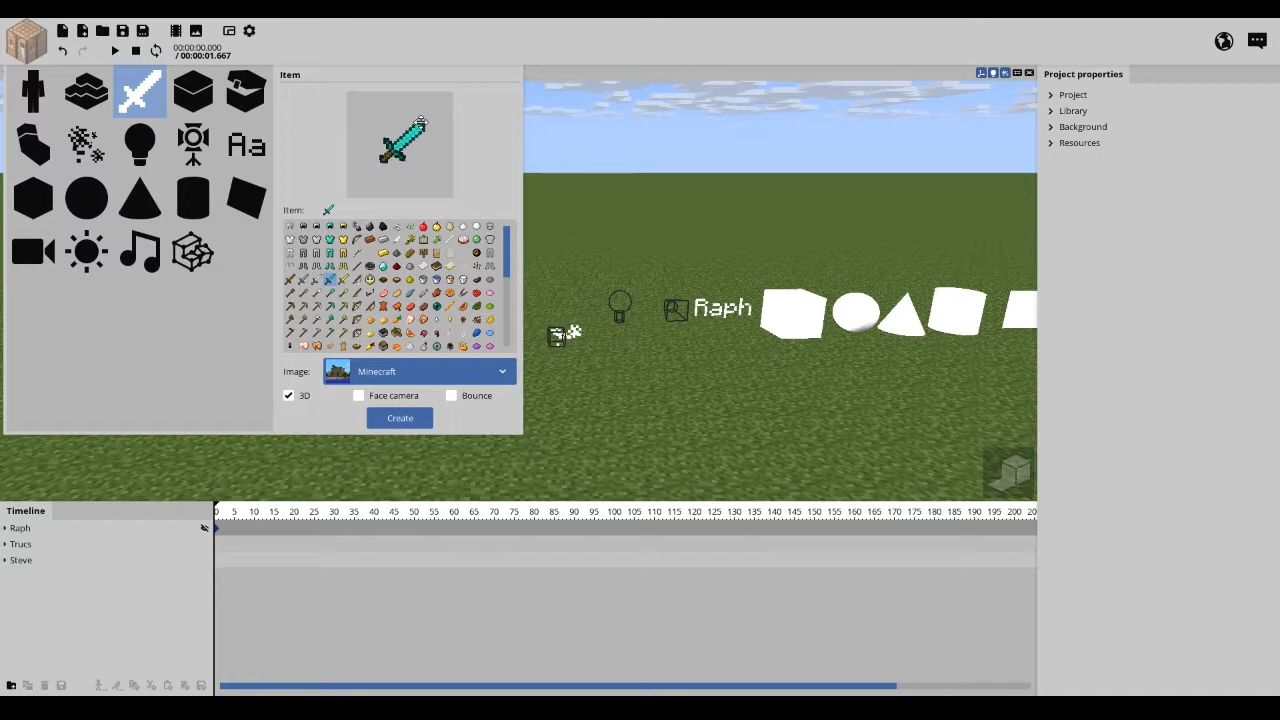 00:00:00.000
/ 00:00:01.667
Item
Project properties
Project
Library
Background
Resources
Aa
Item:
Raph
Image: Minecraft
3D Face camera Bounce
Create
Timeline
0 5 10 15 20 25 30 35 40 45 50 55 60 65 70 75 80 85 90 95 100 105 110 115 120 125 130 135 140 145 150 155 160 165 170 175 180 185 190 195 200 20
Raph
Trucs
Steve